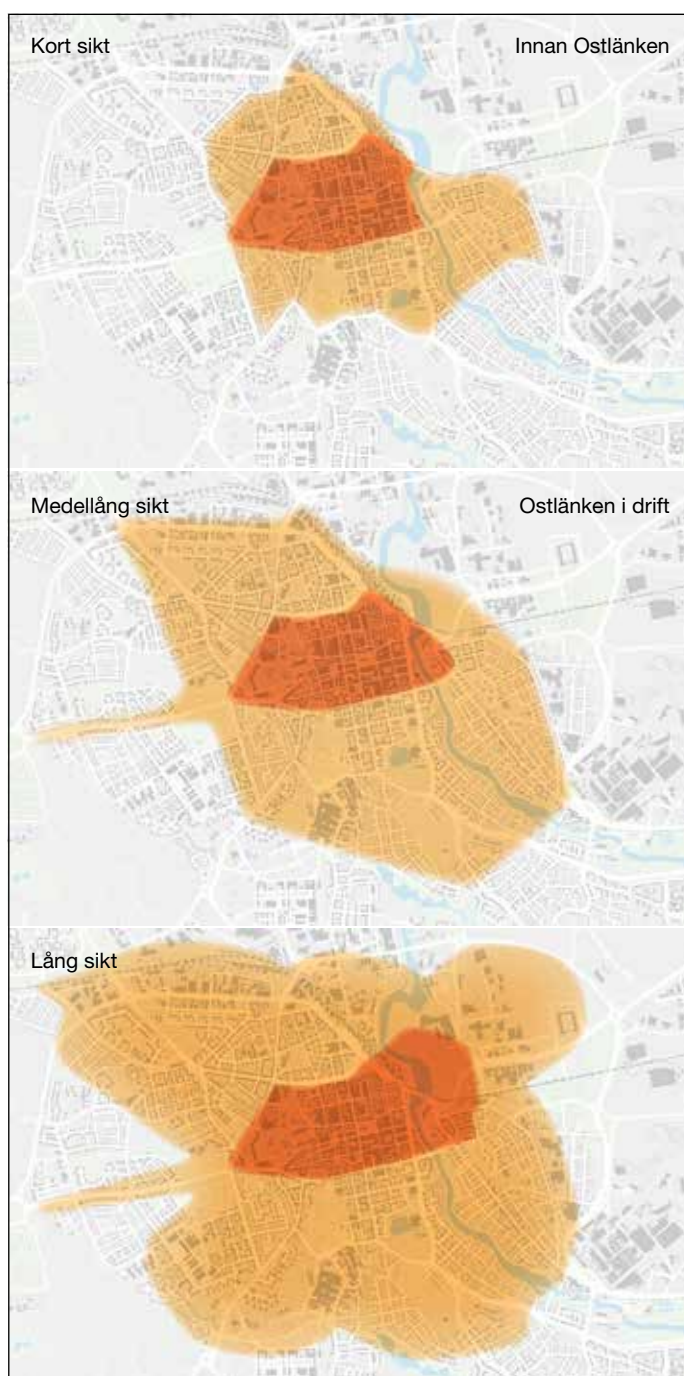 Kort sikt
Innan Ostlänken
Medellång sikt
Ostlänken i drift
Lång sikt